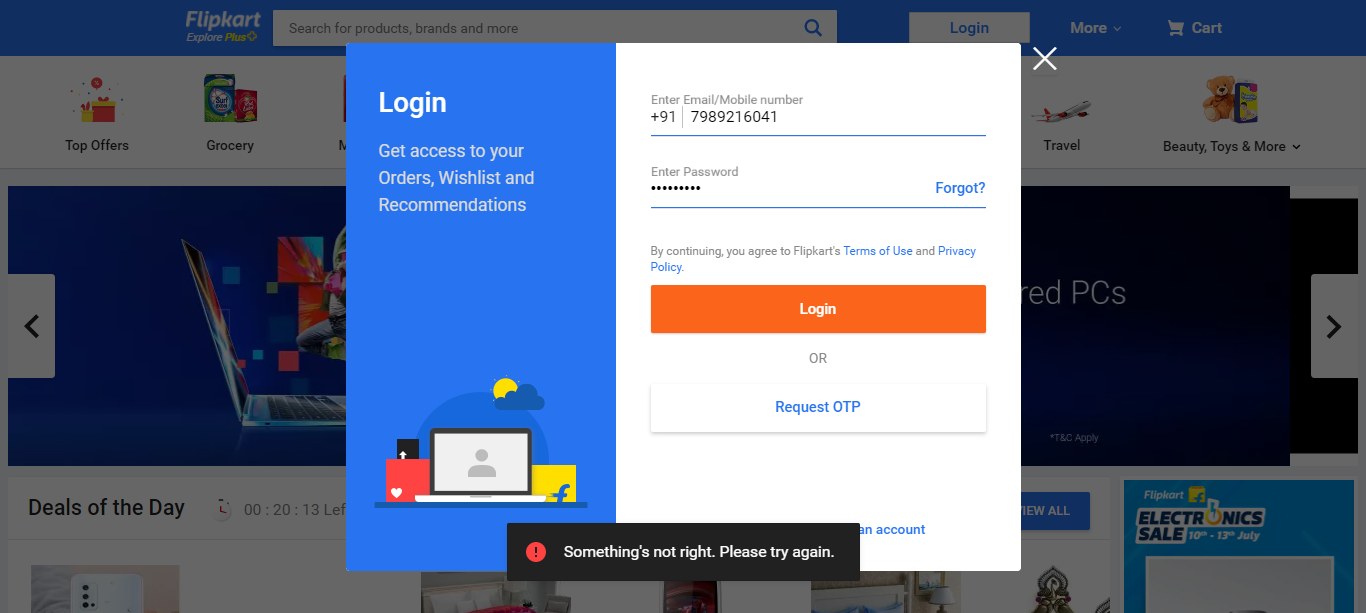 Flipkart
Explore Plus
Search for products, brands and more
Login
More
Cart
Top Offers
Grocery
M
Travel
Beauty, Toys & More
Login
Get access to your
Orders, Wishlist and
Recommendations
Enter Email/Mobile number
+91 7989216041
Enter Password
•••••••••
Forgot?
By continuing, you agree to Flipkart's Terms of Use and Privacy
Policy.
Login
OR
Request OTP
an account
Something's not right. Please try again.
red PCs
*T&C Apply
Deals of the Day
00 : 20 : 13 Lef
VIEW ALL
Flipkart
ELECTRONICS
SALE 10th - 13th July